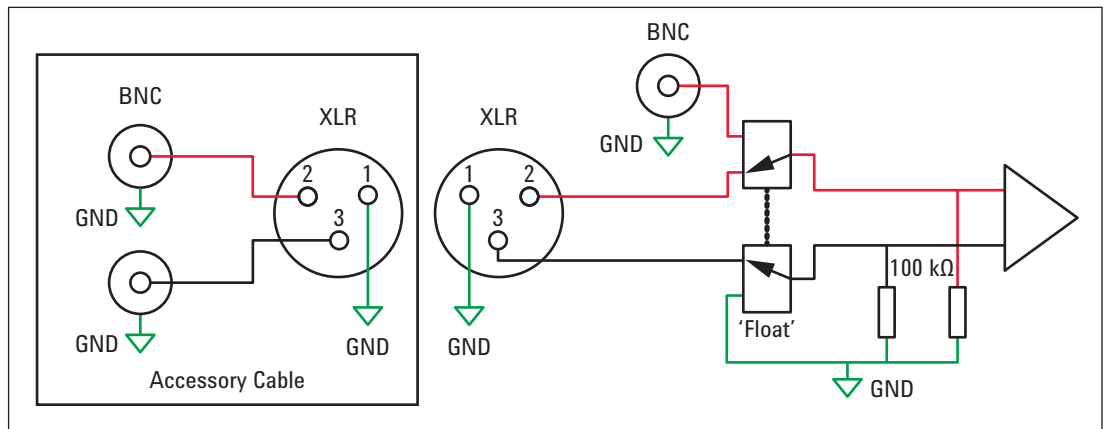 BNC
XLR
2
1
3
GND
GND
GND
Accessory Cable
XLR
1
2
3
GND
BNC
GND
'Float'
100 kΩ
GND